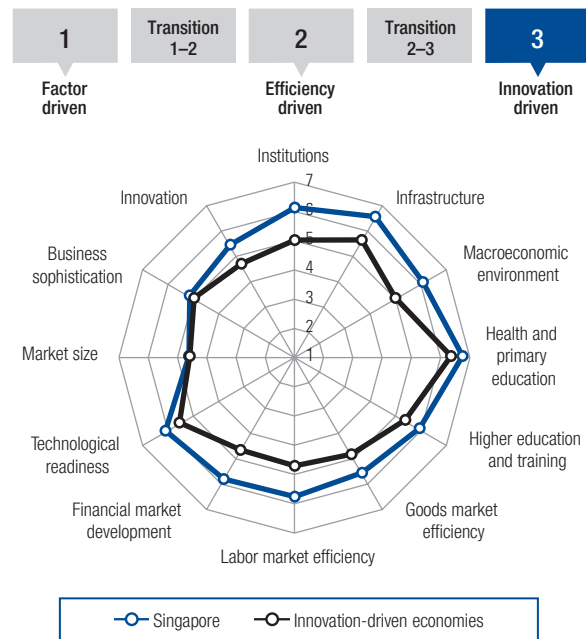 1
Transition
1–2
2
Transition
2–3
3
Factor
driven
Efficiency
driven
Innovation
driven
Institutions
7
Innovation
6
Infrastructure
5
Business
sophistication
4
Macroeconomic
environment
3
2
Market size
1
Health and
primary
education
Technological
readiness
Higher education
and training
Financial market
development
Goods market
efficiency
Labor market efficiency
Singapore
Innovation-driven economies